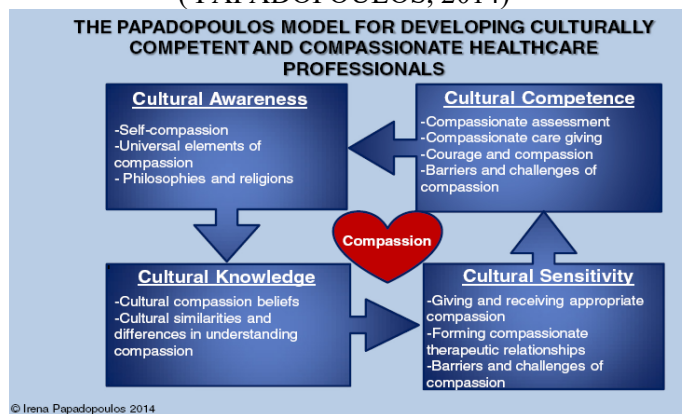 ( PAPADOPOULOS, 2014)
THE PAPADOPOULOS MODEL FOR DEVELOPING CULTURALLY
COMPETENT AND COMPASSIONATE HEALTHCARE
PROFESSIONALS
Cultural Awareness
-Self-compassion
-Universal elements of
compassion
- Philosophies and religions
Cultural Competence
-Compassionate assessment
-Compassionate care giving
-Courage and compassion
-Barriers and challenges of
compassion
Compassion
Cultural Knowledge
-Cultural compassion beliefs
-Cultural similarities and
differences in understanding
compassion
Cultural Sensitivity
-Giving and receiving appropriate
compassion
-Forming compassionate
therapeutic relationships
-Barriers and challenges of
compassion
© Irena Papadopoulos 2014